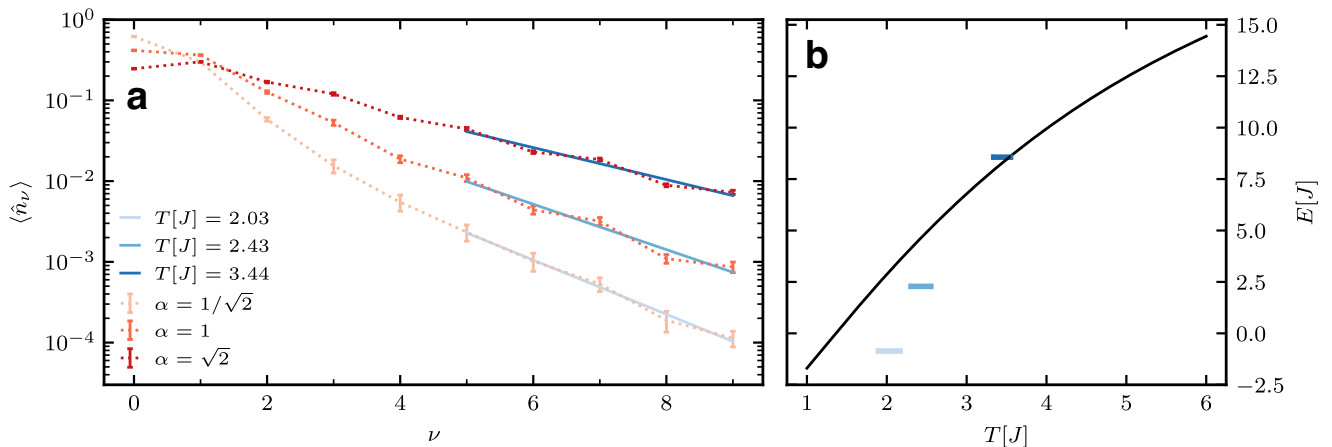 a
10⁰
10⁻¹
10⁻²
10⁻³
10⁻⁴
⟨n̂_ν⟩
T[J] = 2.03
T[J] = 2.43
T[J] = 3.44
α = 1/√2
α = 1
α = √2
0 2 4 6 8
ν
b
15.0
12.5
10.0
7.5
5.0
2.5
0.0
−2.5
E[J]
1 2 3 4 5 6
T[J]